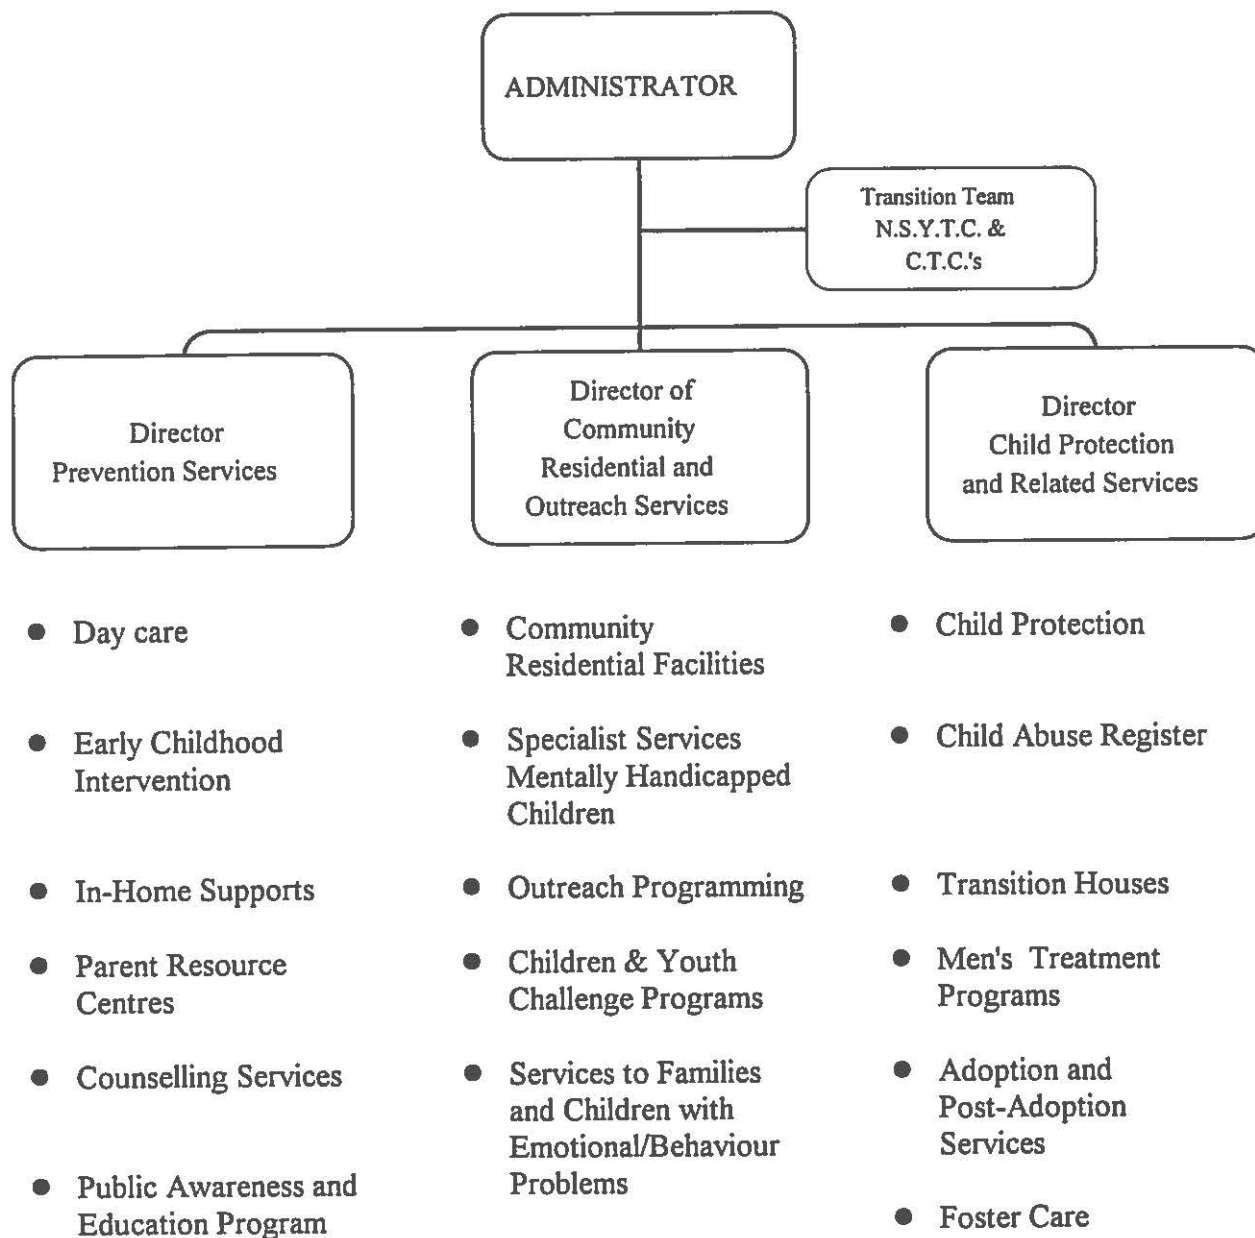 ADMINISTRATOR
Transition Team
N.S.Y.T.C. &
C.T.C.'s
Director
Prevention Services
Director of
Community
Residential and
Outreach Services
Director
Child Protection
and Related Services
● Day care
● Early Childhood
Intervention
● In-Home Supports
● Parent Resource
Centres
● Counselling Services
● Public Awareness and
Education Program
● Community
Residential Facilities
● Specialist Services
Mentally Handicapped
Children
● Outreach Programming
● Children & Youth
Challenge Programs
● Services to Families
and Children with
Emotional/Behaviour
Problems
● Child Protection
● Child Abuse Register
● Transition Houses
● Men's Treatment
Programs
● Adoption and
Post-Adoption
Services
● Foster Care